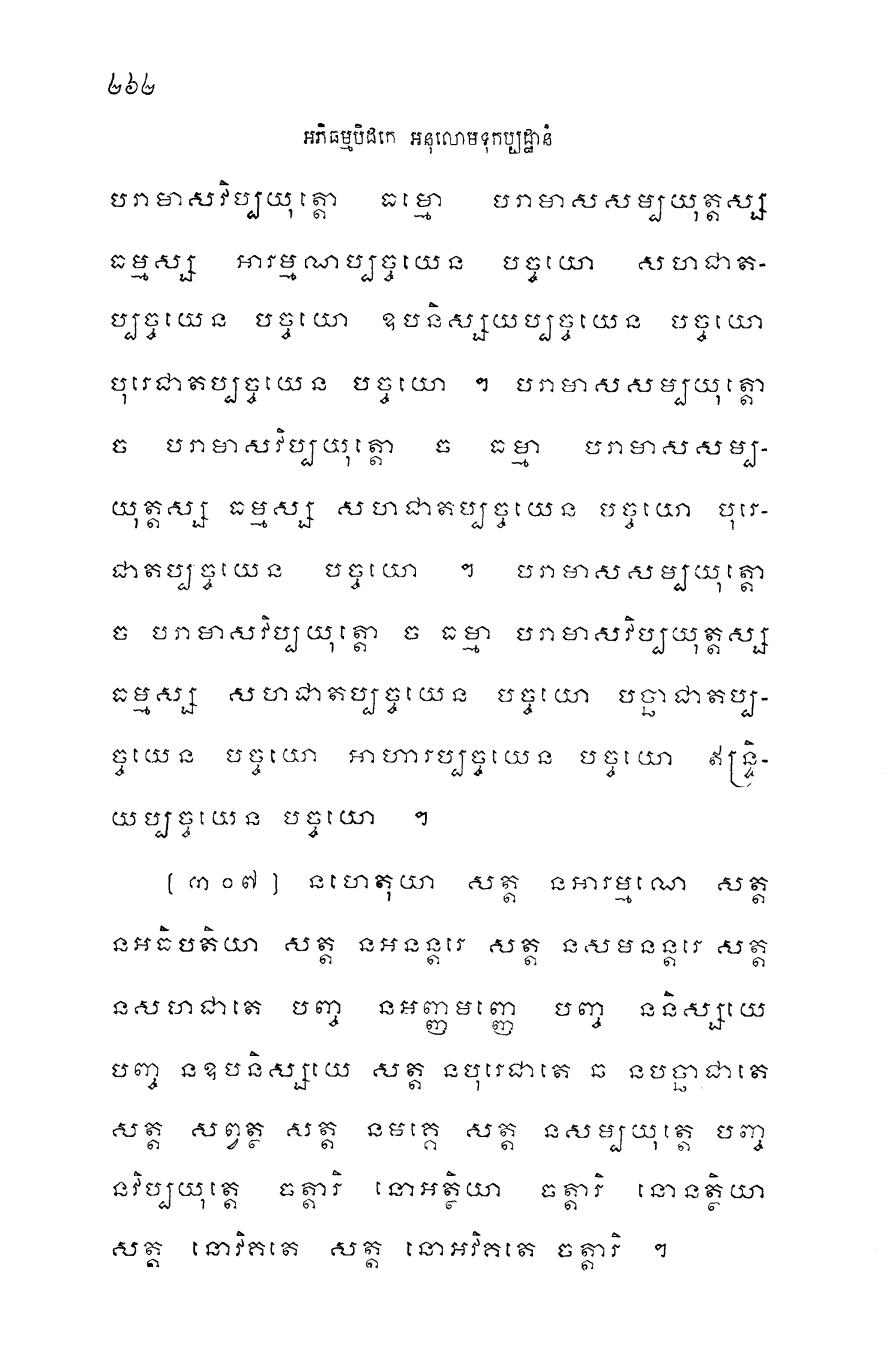 ២៦២
អភិធម្មបិដកេ អនុលោមទុកប្បដ្ឋានំ
បរាមាសវិប្បយុត្តោ ធម្មោ បរាមាសសម្បយុត្តស្ស
ធម្មស្ស អារម្មណប្បច្ចយេន បច្ចយោ សហជាត-
ប្បច្ចយេន បច្ចយោ ឧបនិស្សយប្បច្ចយេន បច្ចយោ
បុរេជាតប្បច្ចយេន បច្ចយោ ។ បរាមាសសម្បយុត្តោ
ច បរាមាសវិប្បយុត្តោ ច ធម្មា បរាមាសសម្ប-
យុត្តស្ស ធម្មស្ស សហជាតប្បច្ចយេន បច្ចយោ បុរេ-
ជាតប្បច្ចយេន បច្ចយោ ។ បរាមាសសម្បយុត្តោ
ច បរាមាសវិប្បយុត្តោ ច ធម្មា បរាមាសវិប្បយុត្តស្ស
ធម្មស្ស សហជាតប្បច្ចយេន បច្ចយោ បច្ឆាជាតប្ប-
ច្ចយេន បច្ចយោ អាហារប្បច្ចយេន បច្ចយោ ឥន្ទ្រិ-
យប្បច្ចយេន បច្ចយោ ។
[ ៣០៧ ] នហេតុយា សត្ត នអារម្មណេ សត្ត
នអធិបតិយា សត្ត នអនន្តរេ សត្ត នសមនន្តរេ សត្ត
នសហជាតេ បញ្ច នអញ្ញមញ្ញេ បញ្ច ននិស្សយេ
បញ្ច នឧបនិស្សយេ សត្ត នបុរេជាតេ ឆ នបច្ឆាជាតេ
សត្ត សព្វត្ថ សត្ត នមគ្គេ សត្ត នសម្បយុត្តេ បញ្ច
នវិប្បយុត្តេ ចត្តារិ នោអត្ថិយា ចត្តារិ នោនត្ថិយា
សត្ត នោវិគតេ សត្ត នោអវិគតេ ចត្តារិ ។